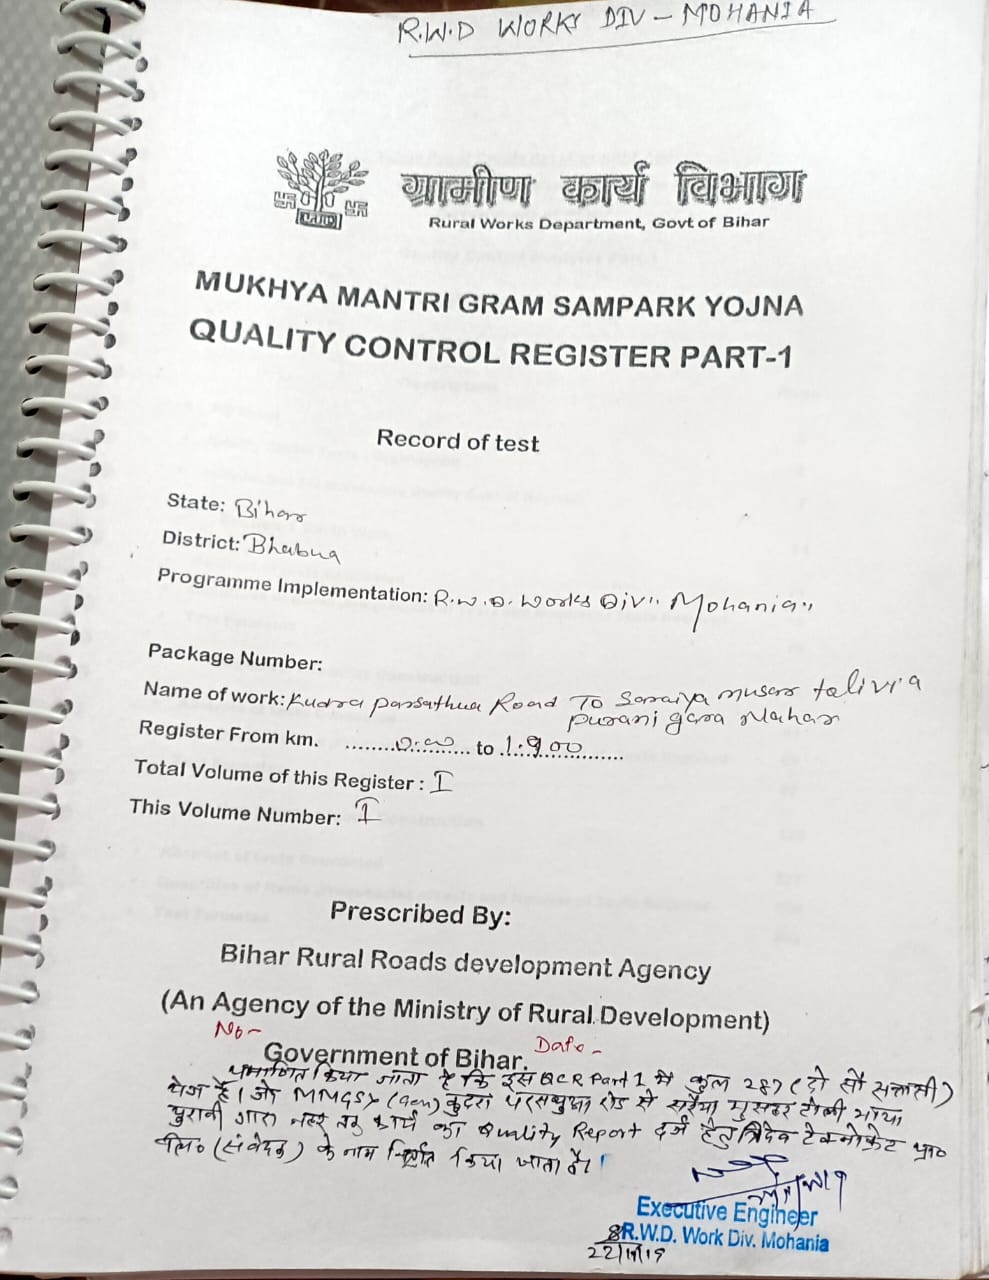 R.W.D WORKS DIV - MOHANIA
ग्रामीण कार्य विभाग
Rural Works Department, Govt of Bihar
MUKHYA MANTRI GRAM SAMPARK YOJNA
QUALITY CONTROL REGISTER PART-1
Record of test
State: Bihar
District: Bhabua
Programme Implementation: R.W.D. Works Div" Mohania"
Package Number:
Name of work: Kudra Parsathua Road To Saraiya musar toli via
purani gara Nahar
Register From km. ........0.00.......... to 1.900
Total Volume of this Register : I
This Volume Number: I
Prescribed By:
Bihar Rural Roads development Agency
(An Agency of the Ministry of Rural Development)
No- Date-
Government of Bihar.
प्रमाणित किया जाता है कि इस QCR Part 1 में कुल 287 (दो सौ सत्तासी)
पेज हैं। जो MMGSY (Gen) कुदरा परसथुआ रोड से सरैया मुसहर टोली भाया
पुरानी गारा नहर तक कार्य का Quality Report दर्ज हेतु त्रिदेव टेक्नोक्रेट प्रा०
लि० (संवेदक) के नाम निर्गत किया जाता है।
Executive Engineer
R.W.D. Work Div. Mohania
22/11/19